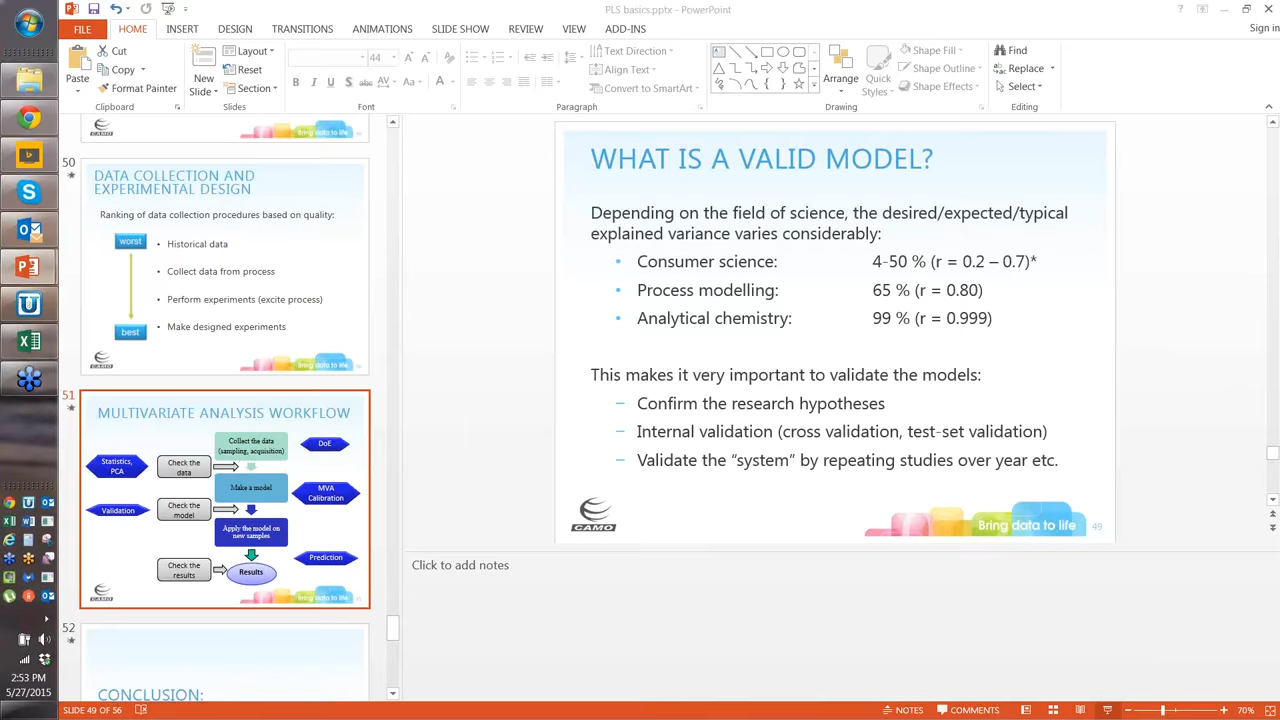 PLS basics.pptx - PowerPoint
Sign in
FILE HOME INSERT DESIGN TRANSITIONS ANIMATIONS SLIDE SHOW REVIEW VIEW ADD-INS
Paste
Cut
Copy
Format Painter
Clipboard
New
Slide
Layout
Reset
Section
Slides
44
B I U S abc AV Aa A
Font
Text Direction
Align Text
Convert to SmartArt
Paragraph
Arrange
Quick
Styles
Shape Fill
Shape Outline
Shape Effects
Drawing
Find
Replace
Select
Editing
CAMO
Bring data to life
50
DATA COLLECTION AND
EXPERIMENTAL DESIGN
Ranking of data collection procedures based on quality:
worst
• Historical data
• Collect data from process
• Perform experiments (excite process)
best
• Make designed experiments
CAMO
Bring data to life
51
MULTIVARIATE ANALYSIS WORKFLOW
Collect the data
(sampling, acquisition)
DoE
Statistics,
PCA
Check the
data
Make a model
MVA
Calibration
Validation
Check the
model
Apply the model on
new samples
Prediction
Check the
results
Results
CAMO
Bring data to life
52
CONCLUSION:
WHAT IS A VALID MODEL?
Depending on the field of science, the desired/expected/typical
explained variance varies considerably:
• Consumer science: 4-50 % (r = 0.2 – 0.7)*
• Process modelling: 65 % (r = 0.80)
• Analytical chemistry: 99 % (r = 0.999)
This makes it very important to validate the models:
– Confirm the research hypotheses
– Internal validation (cross validation, test-set validation)
– Validate the “system” by repeating studies over year etc.
CAMO
Bring data to life
49
Click to add notes
2:53 PM
5/27/2015
SLIDE 49 OF 56
NOTES
COMMENTS
70%